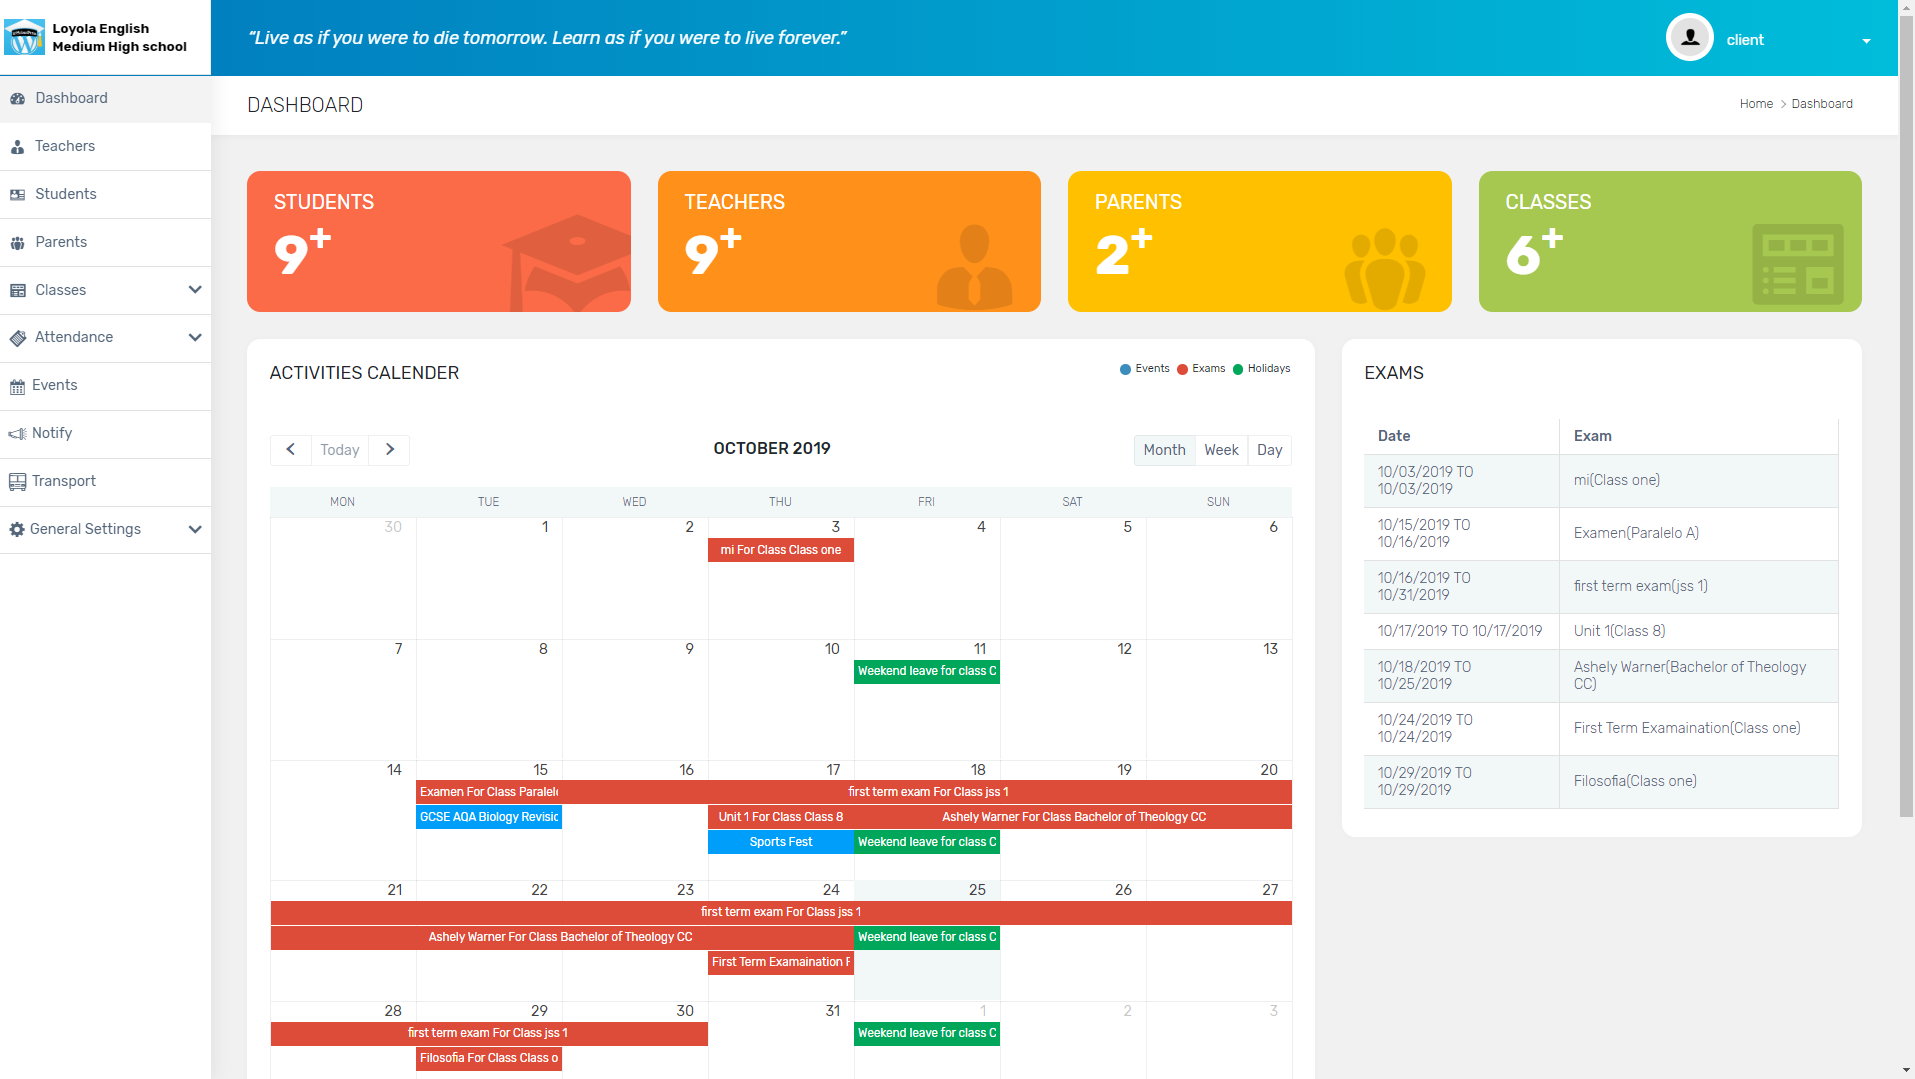 Loyola English
Medium High school
“Live as if you were to die tomorrow. Learn as if you were to live forever.”
client
Dashboard
Teachers
Students
Parents
Classes
Attendance
Events
Notify
Transport
General Settings
DASHBOARD
Home > Dashboard
STUDENTS
9+
TEACHERS
9+
PARENTS
2+
CLASSES
6+
ACTIVITIES CALENDER
Events Exams Holidays
Today
OCTOBER 2019
Month Week Day
MON TUE WED THU FRI SAT SUN
30 1 2 3 4 5 6
mi For Class Class one
7 8 9 10 11 12 13
Weekend leave for class C
14 15 16 17 18 19 20
Examen For Class Paralelo first term exam For Class jss 1
GCSE AQA Biology Revisio Unit 1 For Class Class 8 Ashely Warner For Class Bachelor of Theology CC
Sports Fest Weekend leave for class C
21 22 23 24 25 26 27
first term exam For Class jss 1
Ashely Warner For Class Bachelor of Theology CC Weekend leave for class C
First Term Examaination F
28 29 30 31 1 2 3
first term exam For Class jss 1 Weekend leave for class C
Filosofia For Class Class o
EXAMS
Date Exam
10/03/2019 TO
10/03/2019
mi(Class one)
10/15/2019 TO
10/16/2019
Examen(Paralelo A)
10/16/2019 TO
10/31/2019
first term exam(jss 1)
10/17/2019 TO 10/17/2019 Unit 1(Class 8)
10/18/2019 TO
10/25/2019
Ashely Warner(Bachelor of Theology
CC)
10/24/2019 TO
10/24/2019
First Term Examaination(Class one)
10/29/2019 TO
10/29/2019
Filosofia(Class one)